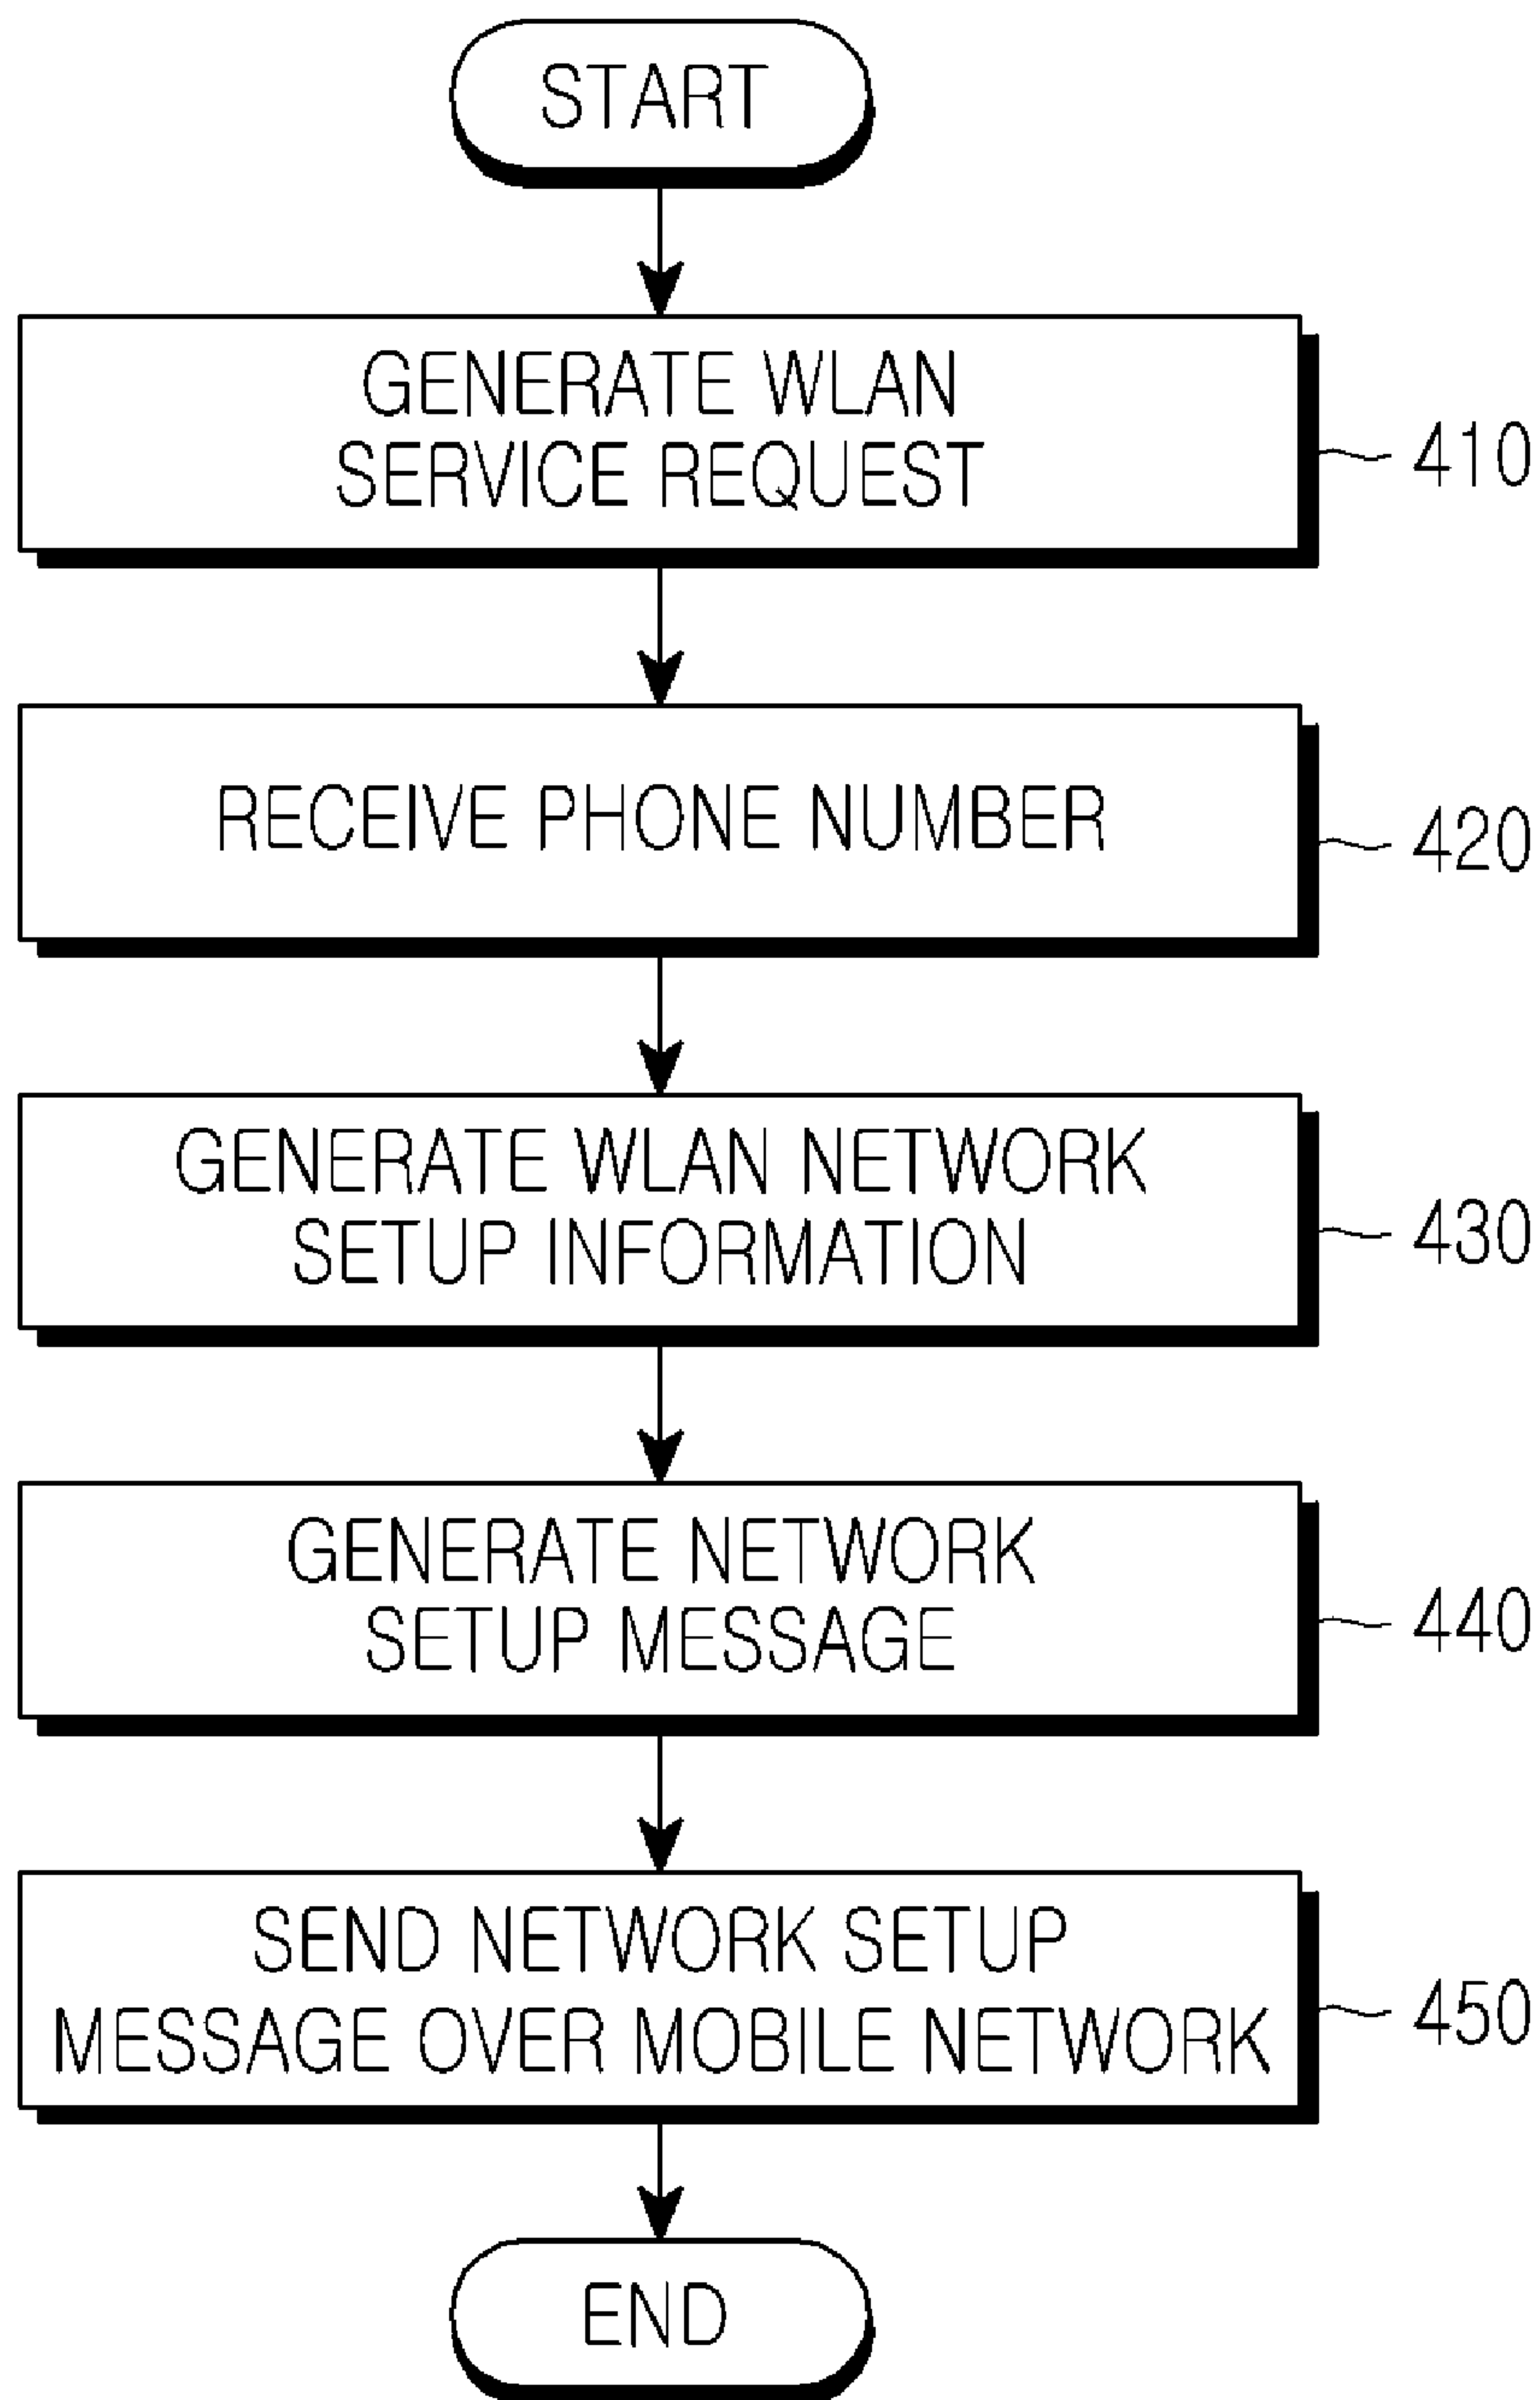 START
GENERATE WLAN
SERVICE REQUEST
410
RECEIVE PHONE NUMBER
420
GENERATE WLAN NETWORK
SETUP INFORMATION
430
GENERATE NETWORK
SETUP MESSAGE
440
SEND NETWORK SETUP
MESSAGE OVER MOBILE NETWORK
450
END